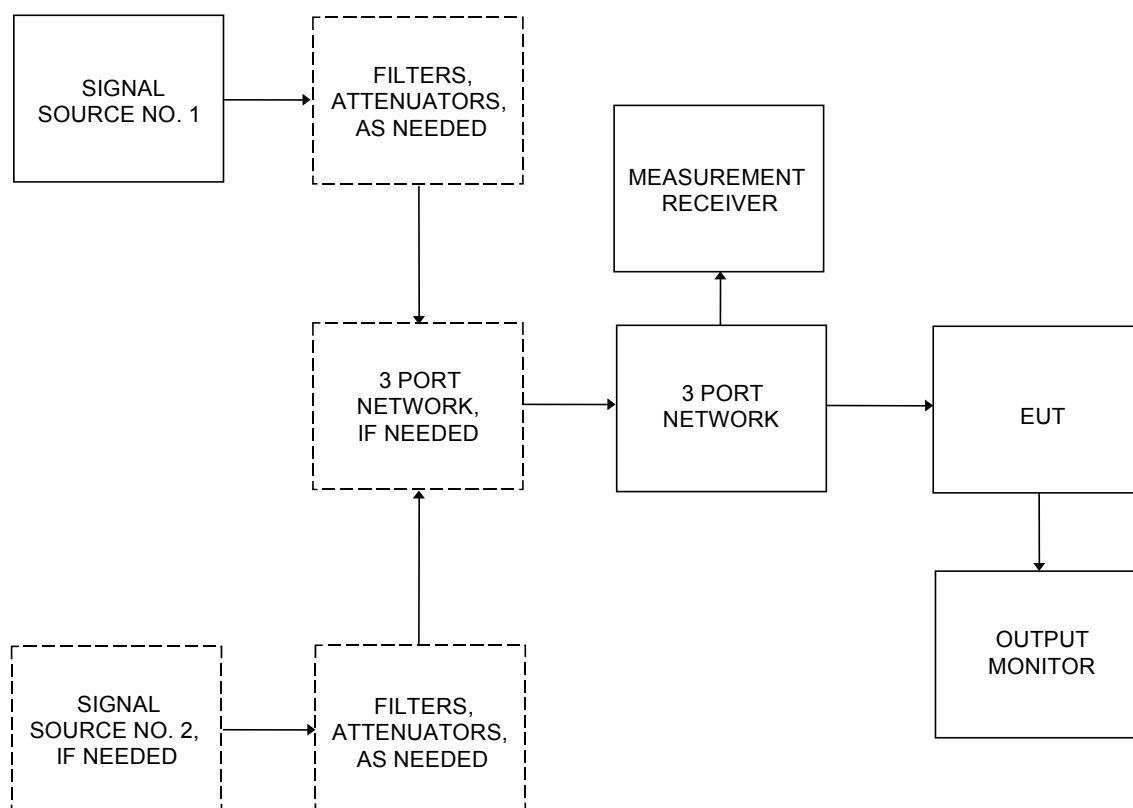 SIGNAL
SOURCE NO. 1
FILTERS,
ATTENUATORS,
AS NEEDED
MEASUREMENT
RECEIVER
3 PORT
NETWORK,
IF NEEDED
3 PORT
NETWORK
EUT
OUTPUT
MONITOR
SIGNAL
SOURCE NO. 2,
IF NEEDED
FILTERS,
ATTENUATORS,
AS NEEDED